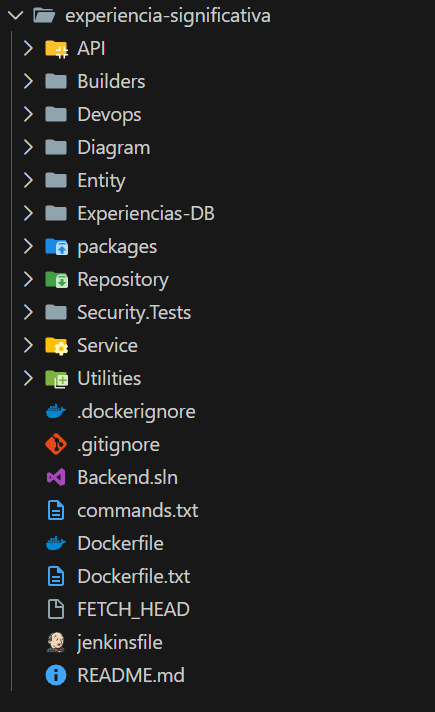 experiencia-significativa
API
Builders
Devops
Diagram
Entity
Experiencias-DB
packages
Repository
Security.Tests
Service
Utilities
.dockerignore
.gitignore
Backend.sln
commands.txt
Dockerfile
Dockerfile.txt
FETCH_HEAD
jenkinsfile
README.md